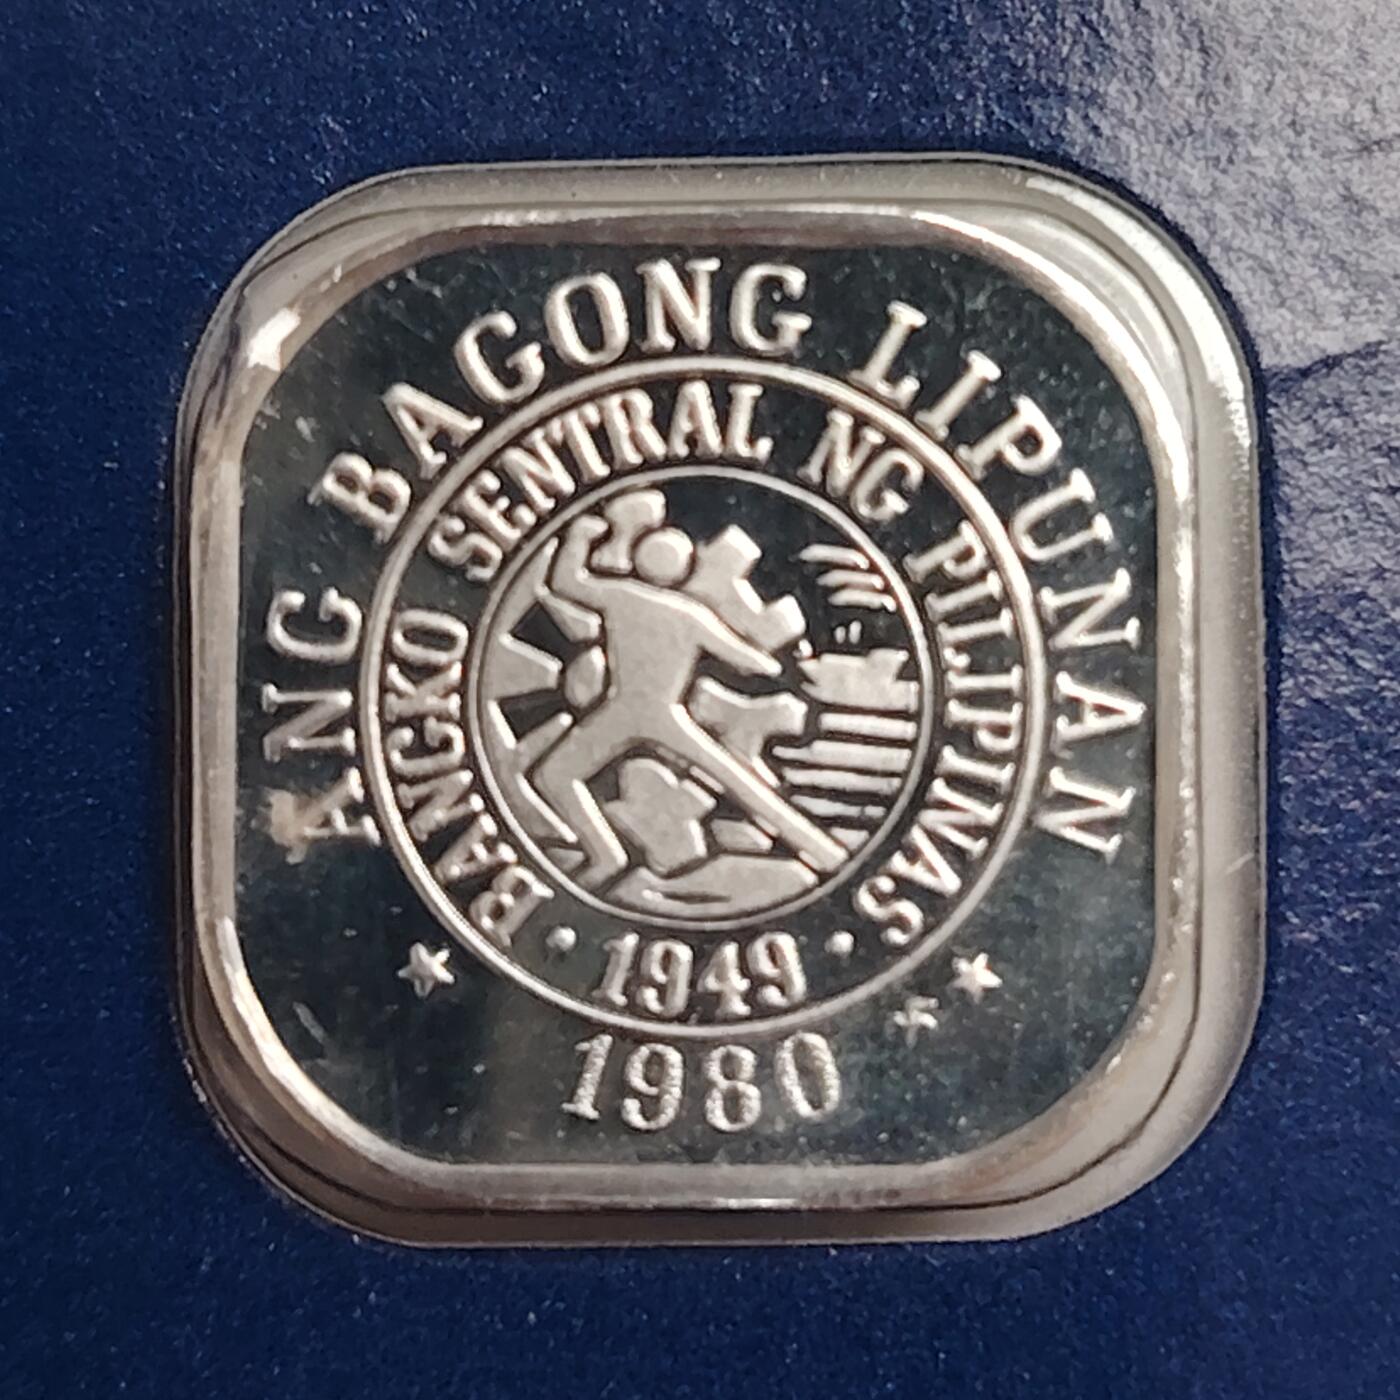 ANG BAGONG LIPUNAN
BANGKO SENTRAL NG PILIPINAS
· 1949 ·
1980